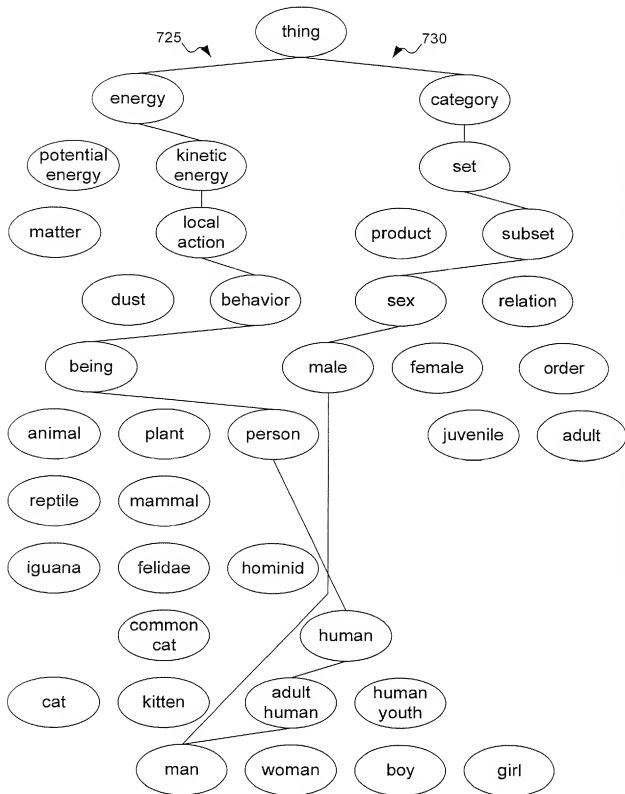 thing
725
730
energy
category
potential
energy
kinetic
energy
set
matter
local
action
product
subset
dust
behavior
sex
relation
being
male
female
order
animal
plant
person
juvenile
adult
reptile
mammal
iguana
felidae
hominid
common
cat
human
cat
kitten
adult
human
human
youth
man
woman
boy
girl